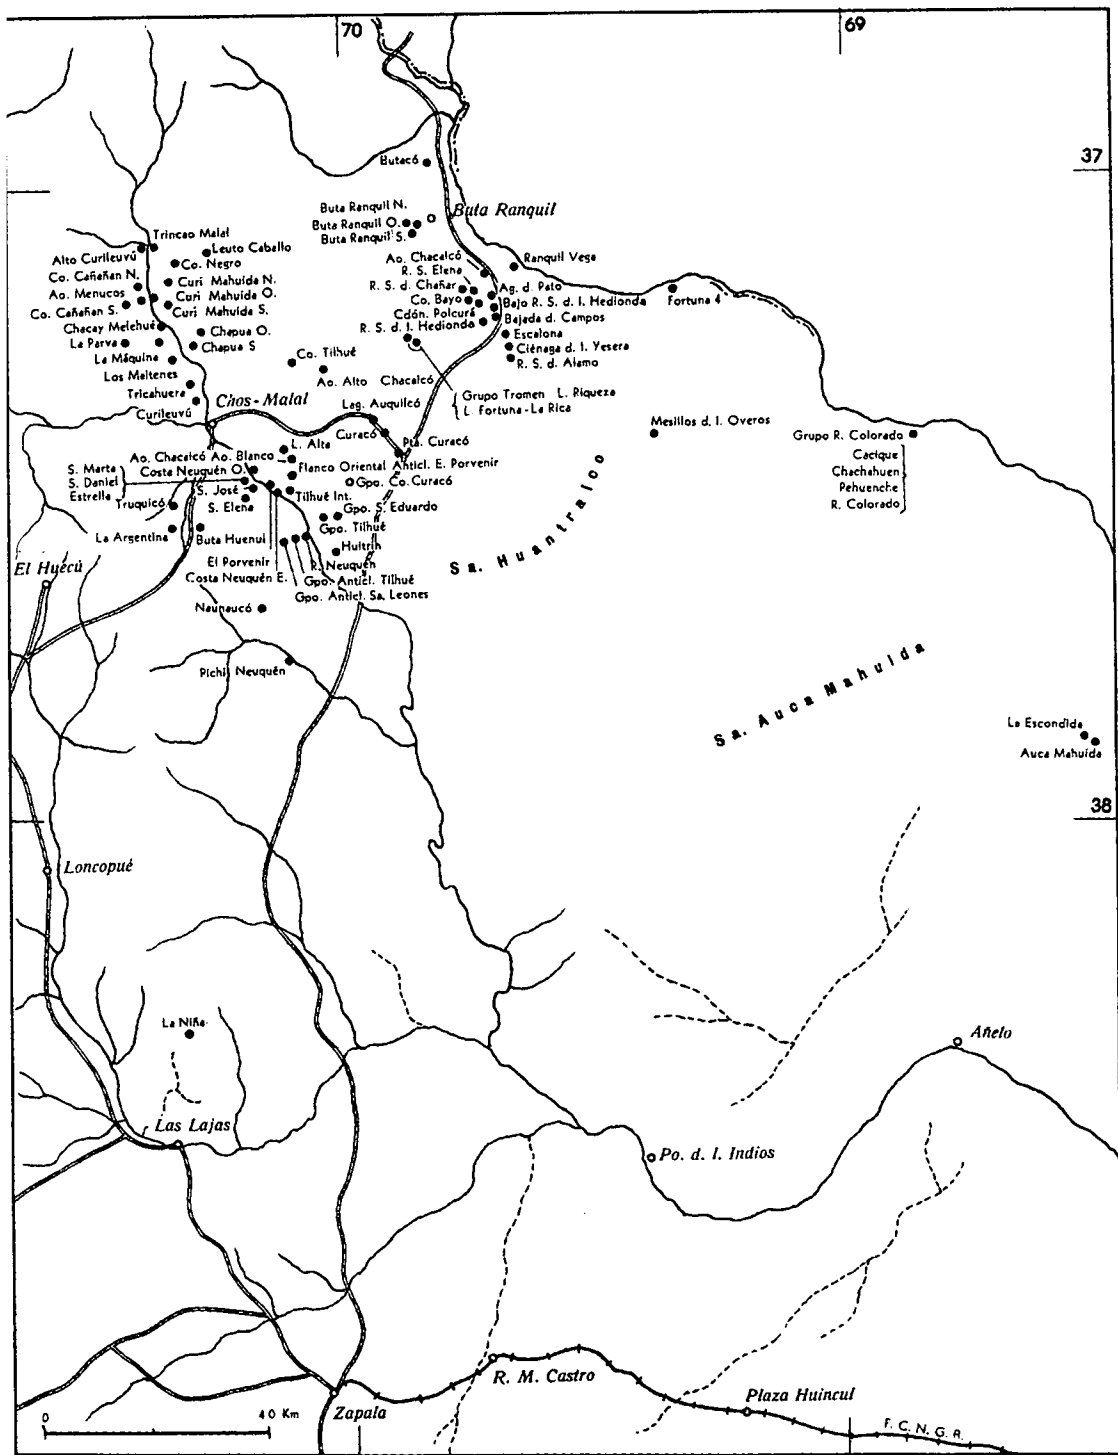 70
69
37
Butacó
Buta Ranquil N.
Buta Ranquil O.
Buta Ranquil S.
Buta Ranquil
Trincao Malal
Alto Curileuvú
Leuto Caballo
Co. Negro
Co. Cañañan N.
Curi Mahuida N.
Ao. Menucos
Curi Mahuida O.
Co. Cañañan S.
Curi Mahuida S.
Chacay Melehué
Chapua O.
La Parva
Chapua S
La Máquina
Los Maltenes
Tricahuera
Curileuvú
Chos-Malal
Ao. Chacalcó
R. S. Elena
Ranquil Vega
R. S. d. Chañar
Ag. d. Pato
Co. Bayo
Bajo R. S. d. l. Hedionda
Fortuna 4
Cdón. Polcurá
Bajada d. Campos
R. S. d. l. Hedionda
Escalona
Ciénaga d. l. Yesera
R. S. d. Alamo
Co. Tilhué
Ao. Alto Chacalcó
Grupo Tromen L. Riqueza
L. Fortuna-La Rica
Lag. Auquilcó
Curacó
Pta. Curacó
Mesillos d. l. Overos
Grupo R. Colorado
Cacique
Chachahuen
Pehuenche
R. Colorado
L. Alta
Ao. Chacaicó Ao. Blanco
Flanco Oriental Anticl. E. Porvenir
S. Marta
Costa Neuquén O.
S. Daniel
Gpo. Co. Curacó
Estrella
S. José
Tilhué Int.
Truquicó
S. Elena
Gpo. S. Eduardo
Gpo. Tilhué
La Argentina
Buta Huenui
Huitrin
El Porvenir
R. Neuquén
Costa Neuquén E.
Gpo. Anticl. Tilhué
Gpo. Anticl. Sa. Leones
El Huecú
Naunaucó
Pichi Neuquén
Sa. Huantraico
Sa. Auca Mahuida
La Escondida
Auca Mahuida
38
Loncopué
La Niña
Añelo
Las Lajas
Po. d. l. Indios
R. M. Castro
Plaza Huincul
Zapala
F. C. N. G. R.
0
40 Km